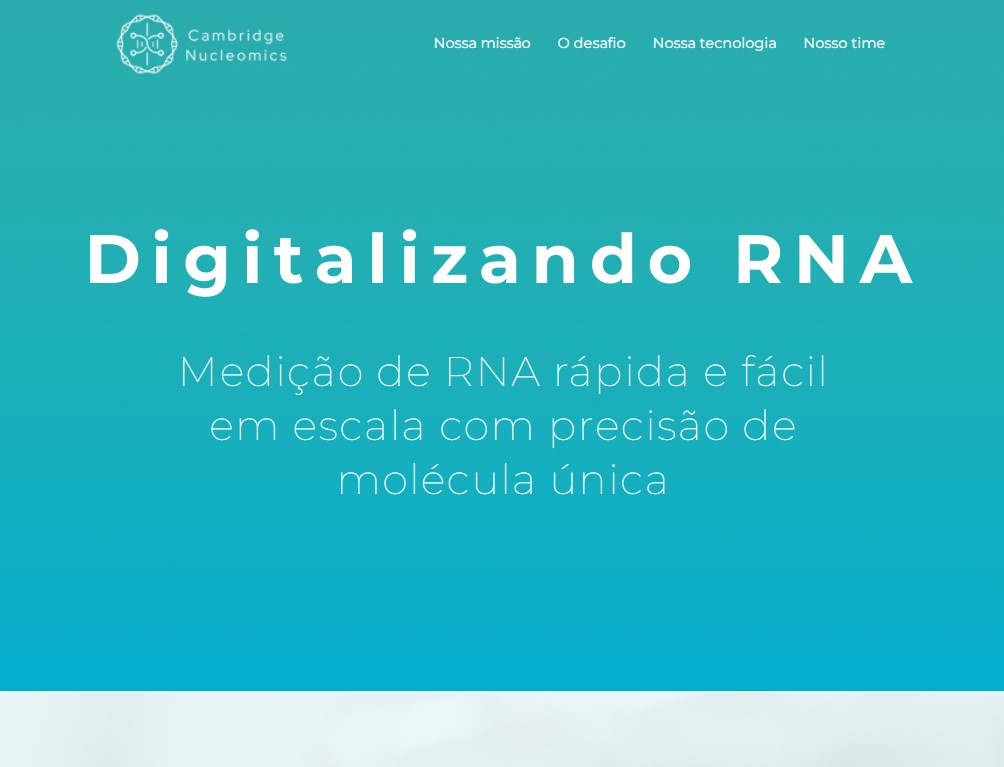 Cambridge
Nucleomics
Nossa missão
O desafio
Nossa tecnologia
Nosso time
Digitalizando RNA
Medição de RNA rápida e fácil
em escala com precisão de
molécula única